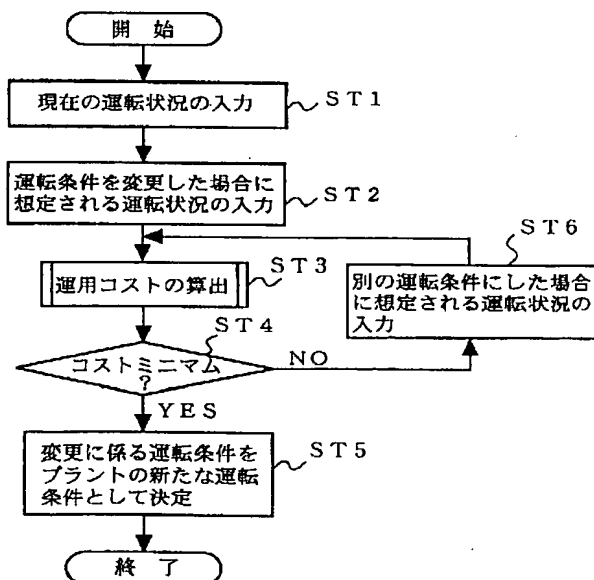 開 始
現在の運転状況の入力
ST1
運転条件を変更した場合に
想定される運転状況の入力
ST2
運用コストの算出
ST3
ST6
別の運転条件にした場合
に想定される運転状況の
入力
ST4
コストミニマム
?
NO
YES
変更に係る運転条件を
プラントの新たな運転
条件として決定
ST5
終 了